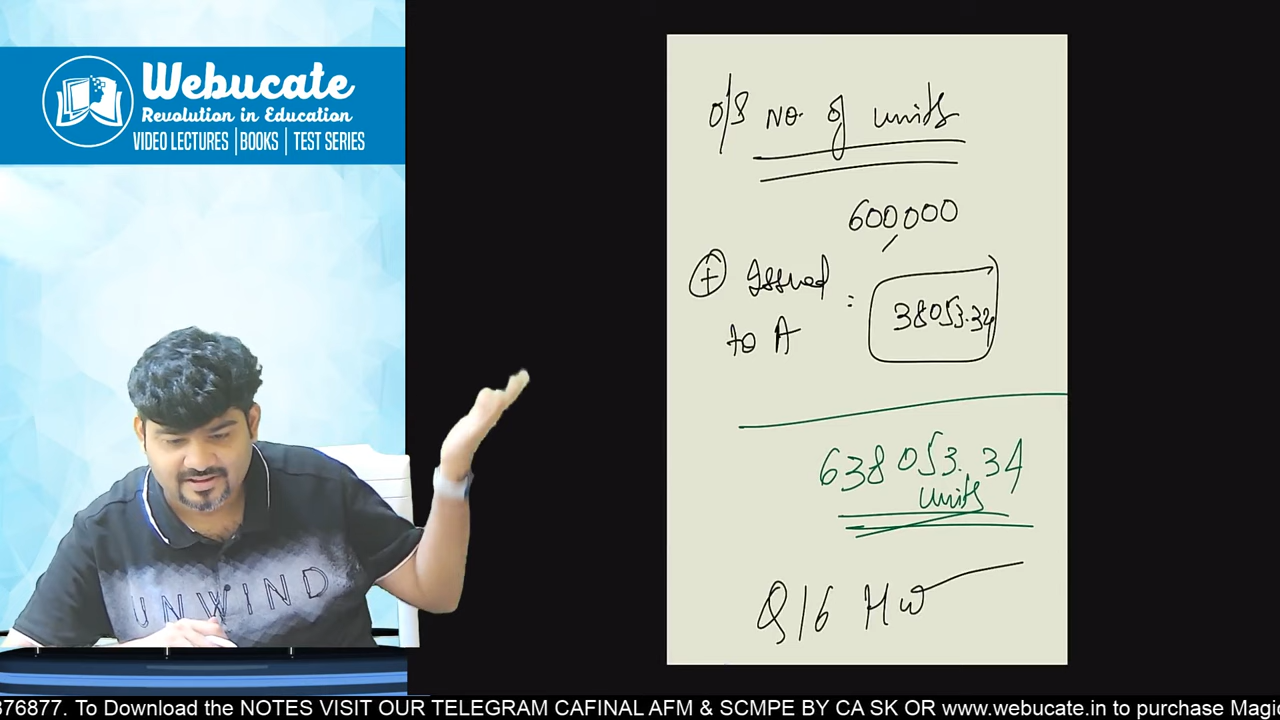 Webucate
Revolution in Education
VIDEO LECTURES | BOOKS | TEST SERIES
O/S No. of units
600,000
+ Issued : 38053.34
to A
638053.34
units
Q16 HW
UNWIND
376877. To Download the NOTES VISIT OUR TELEGRAM CAFINAL AFM & SCMPE BY CA SK OR www.webucate.in to purchase Magic